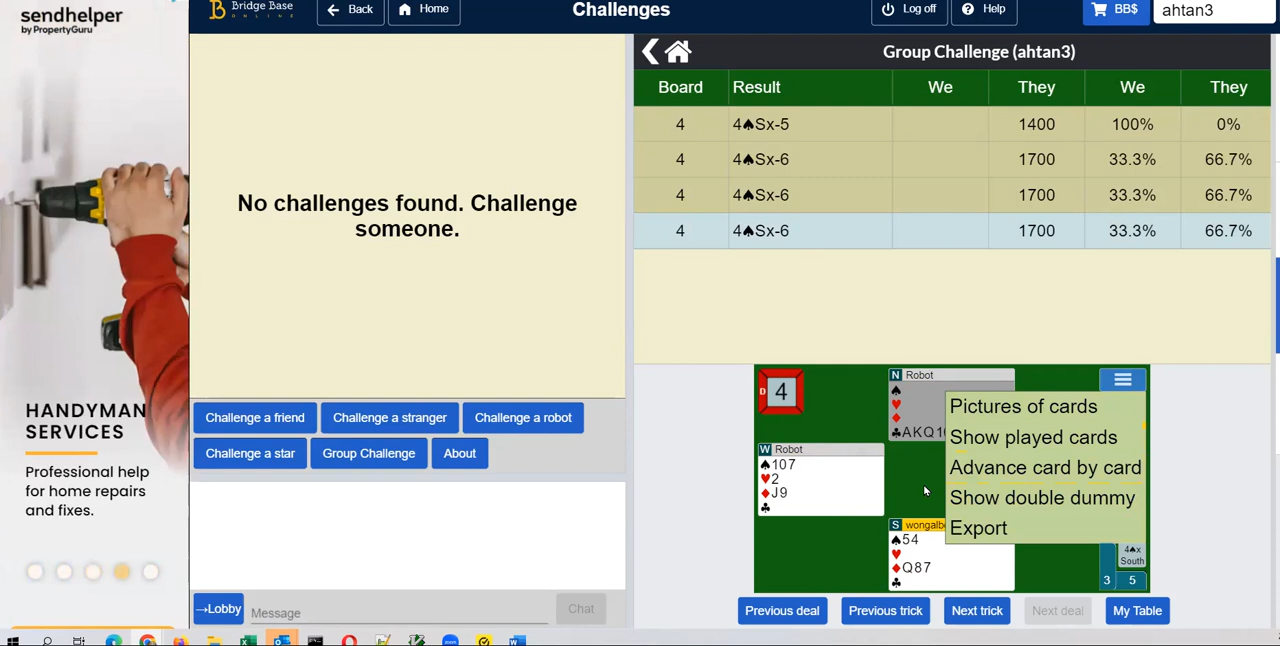 sendhelper
by PropertyGuru
HANDYMAN
SERVICES
Professional help
for home repairs
and fixes.
Bridge Base
ONLINE
Back
Home
Challenges
Log off
Help
BB$
ahtan3
No challenges found. Challenge
someone.
Challenge a friend
Challenge a stranger
Challenge a robot
Challenge a star
Group Challenge
About
→Lobby
Message
Chat
Group Challenge (ahtan3)
Board Result We They We They
4 4♠Sx-5 1400 100% 0%
4 4♠Sx-6 1700 33.3% 66.7%
4 4♠Sx-6 1700 33.3% 66.7%
4 4♠Sx-6 1700 33.3% 66.7%
D 4
N Robot
♠
♥
♦
♣AKQ10
Pictures of cards
Show played cards
Advance card by card
Show double dummy
Export
W Robot
♠107
♥2
♦J9
♣
S
♠54
♥
♦Q87
♣
4♠x
South
3 5
Previous deal
Previous trick
Next trick
Next deal
My Table